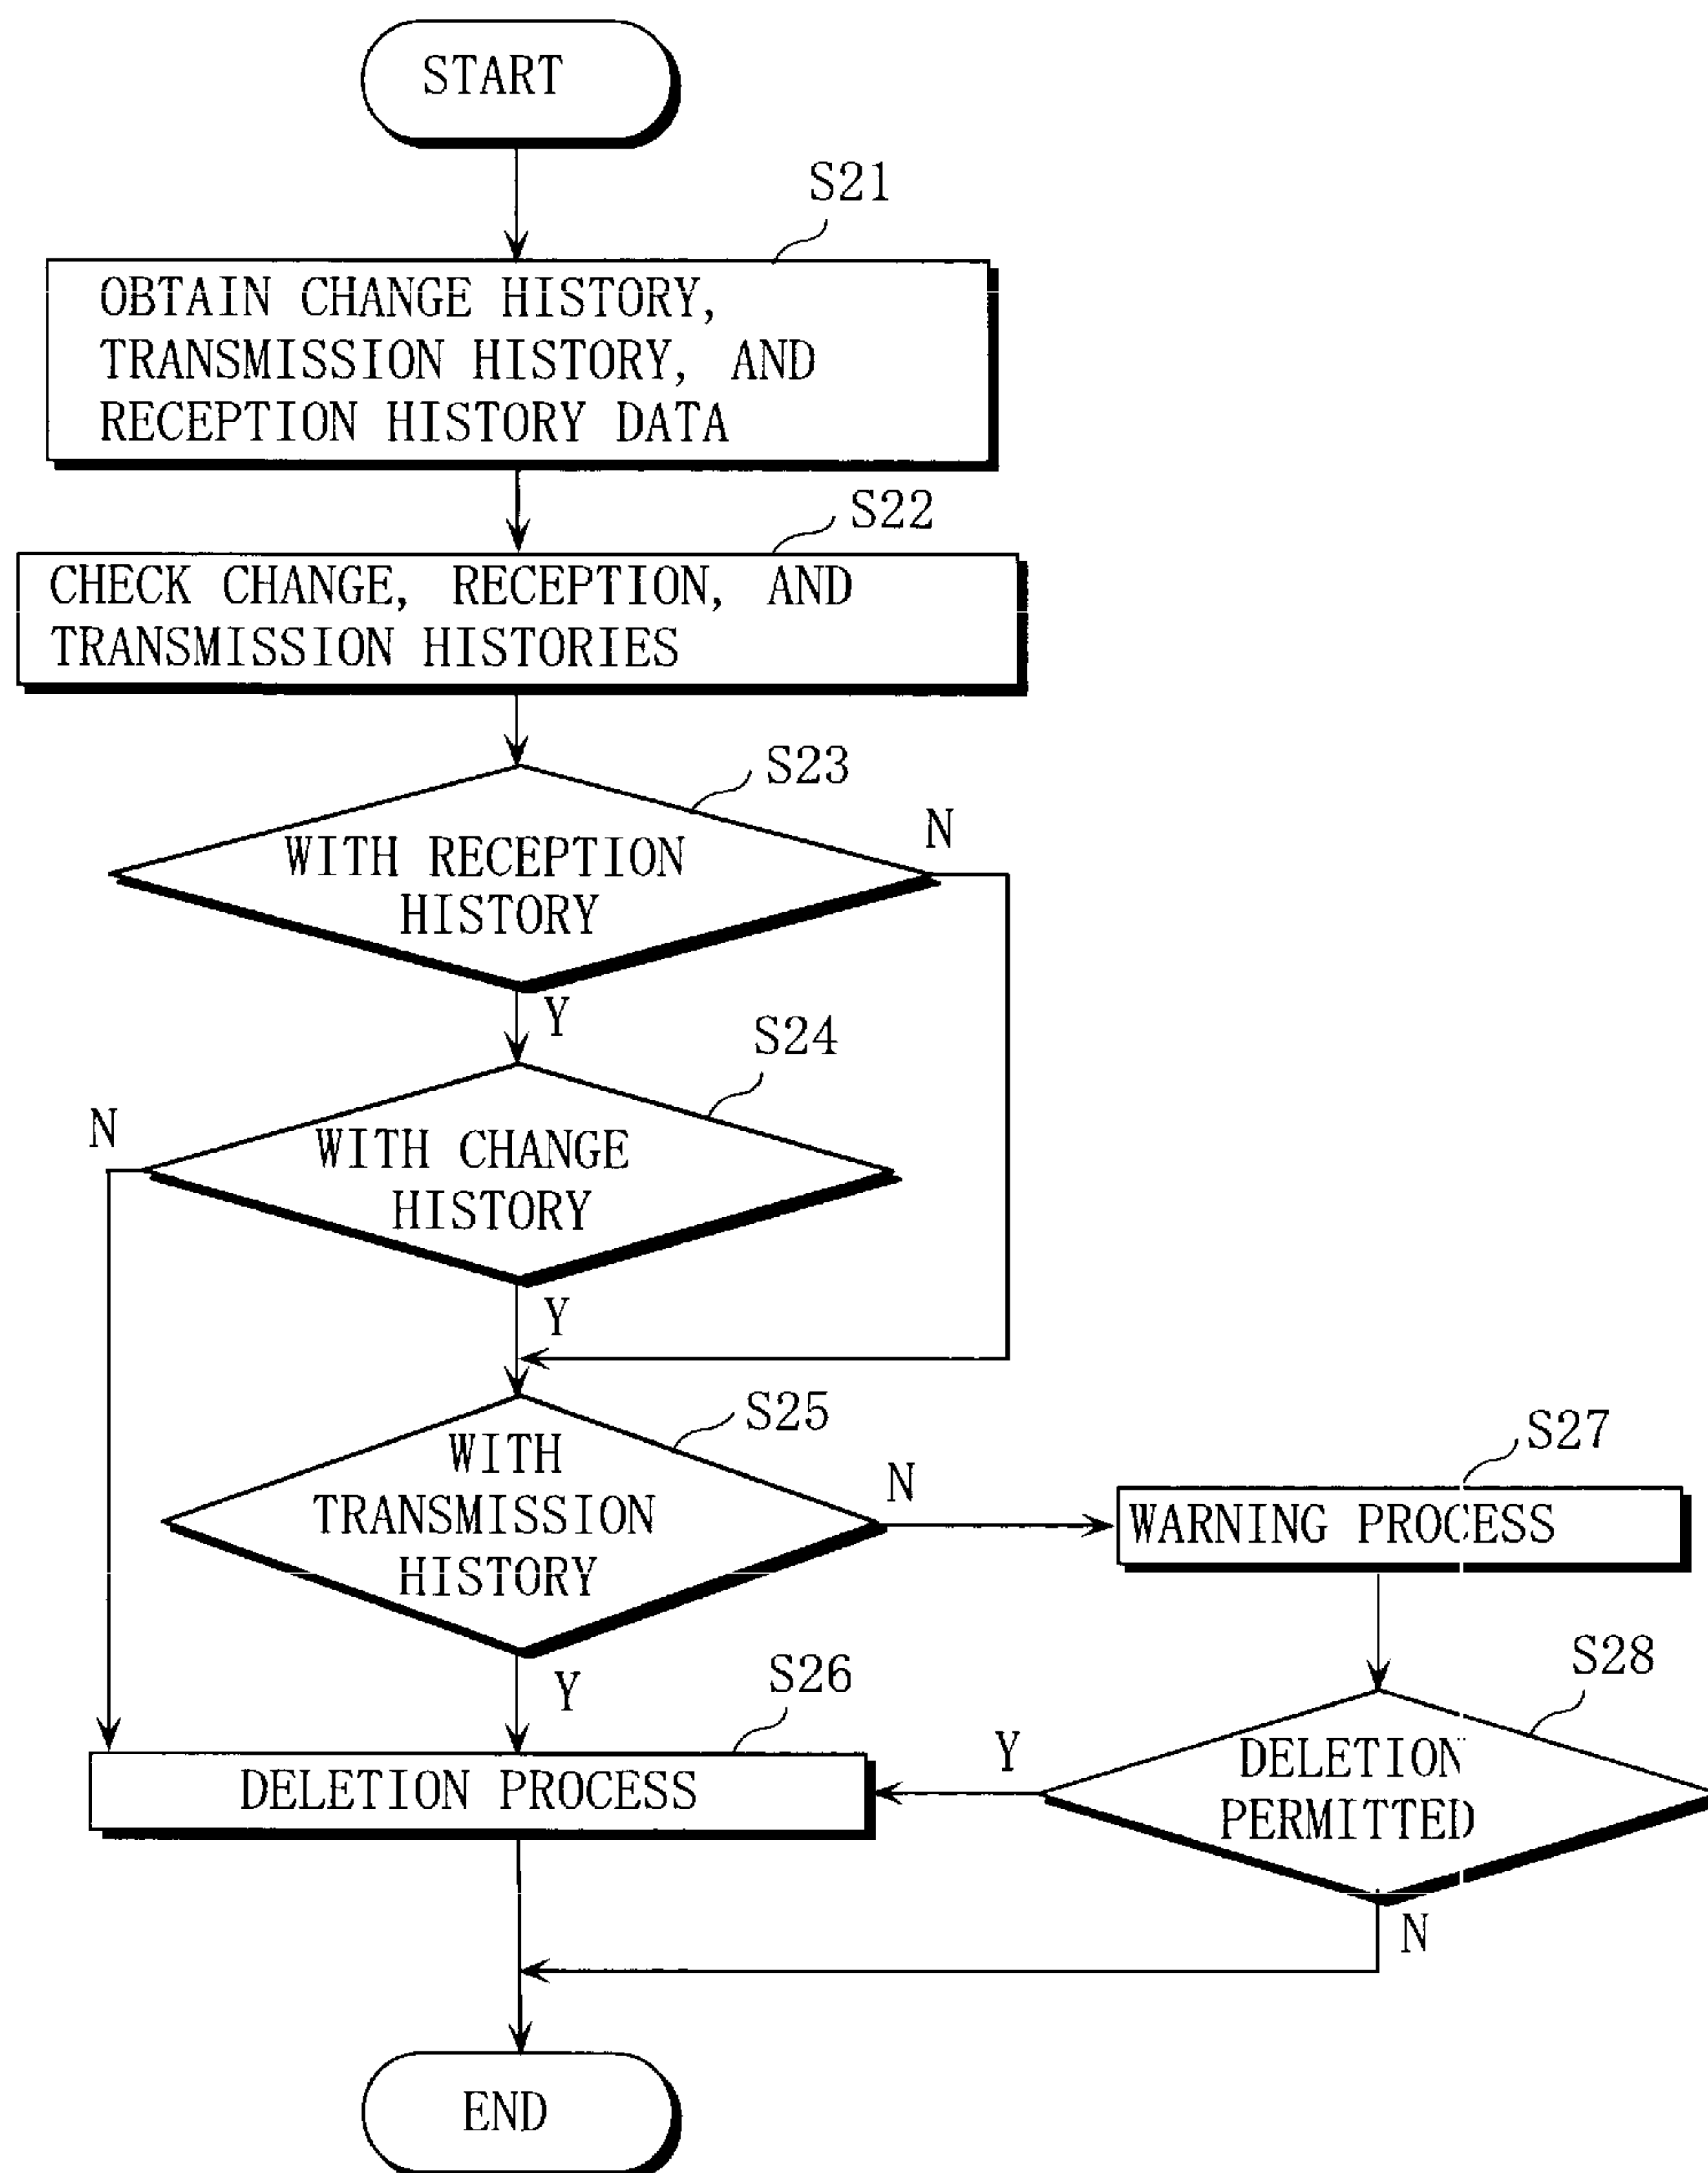 START
S21
OBTAIN CHANGE HISTORY,
TRANSMISSION HISTORY, AND
RECEPTION HISTORY DATA
S22
CHECK CHANGE, RECEPTION, AND
TRANSMISSION HISTORIES
S23
WITH RECEPTION
HISTORY
N
Y
S24
N
WITH CHANGE
HISTORY
Y
S25
WITH
TRANSMISSION
HISTORY
N
S27
WARNING PROCESS
Y
S26
DELETION PROCESS
S28
Y
DELETION
PERMITTED
N
END